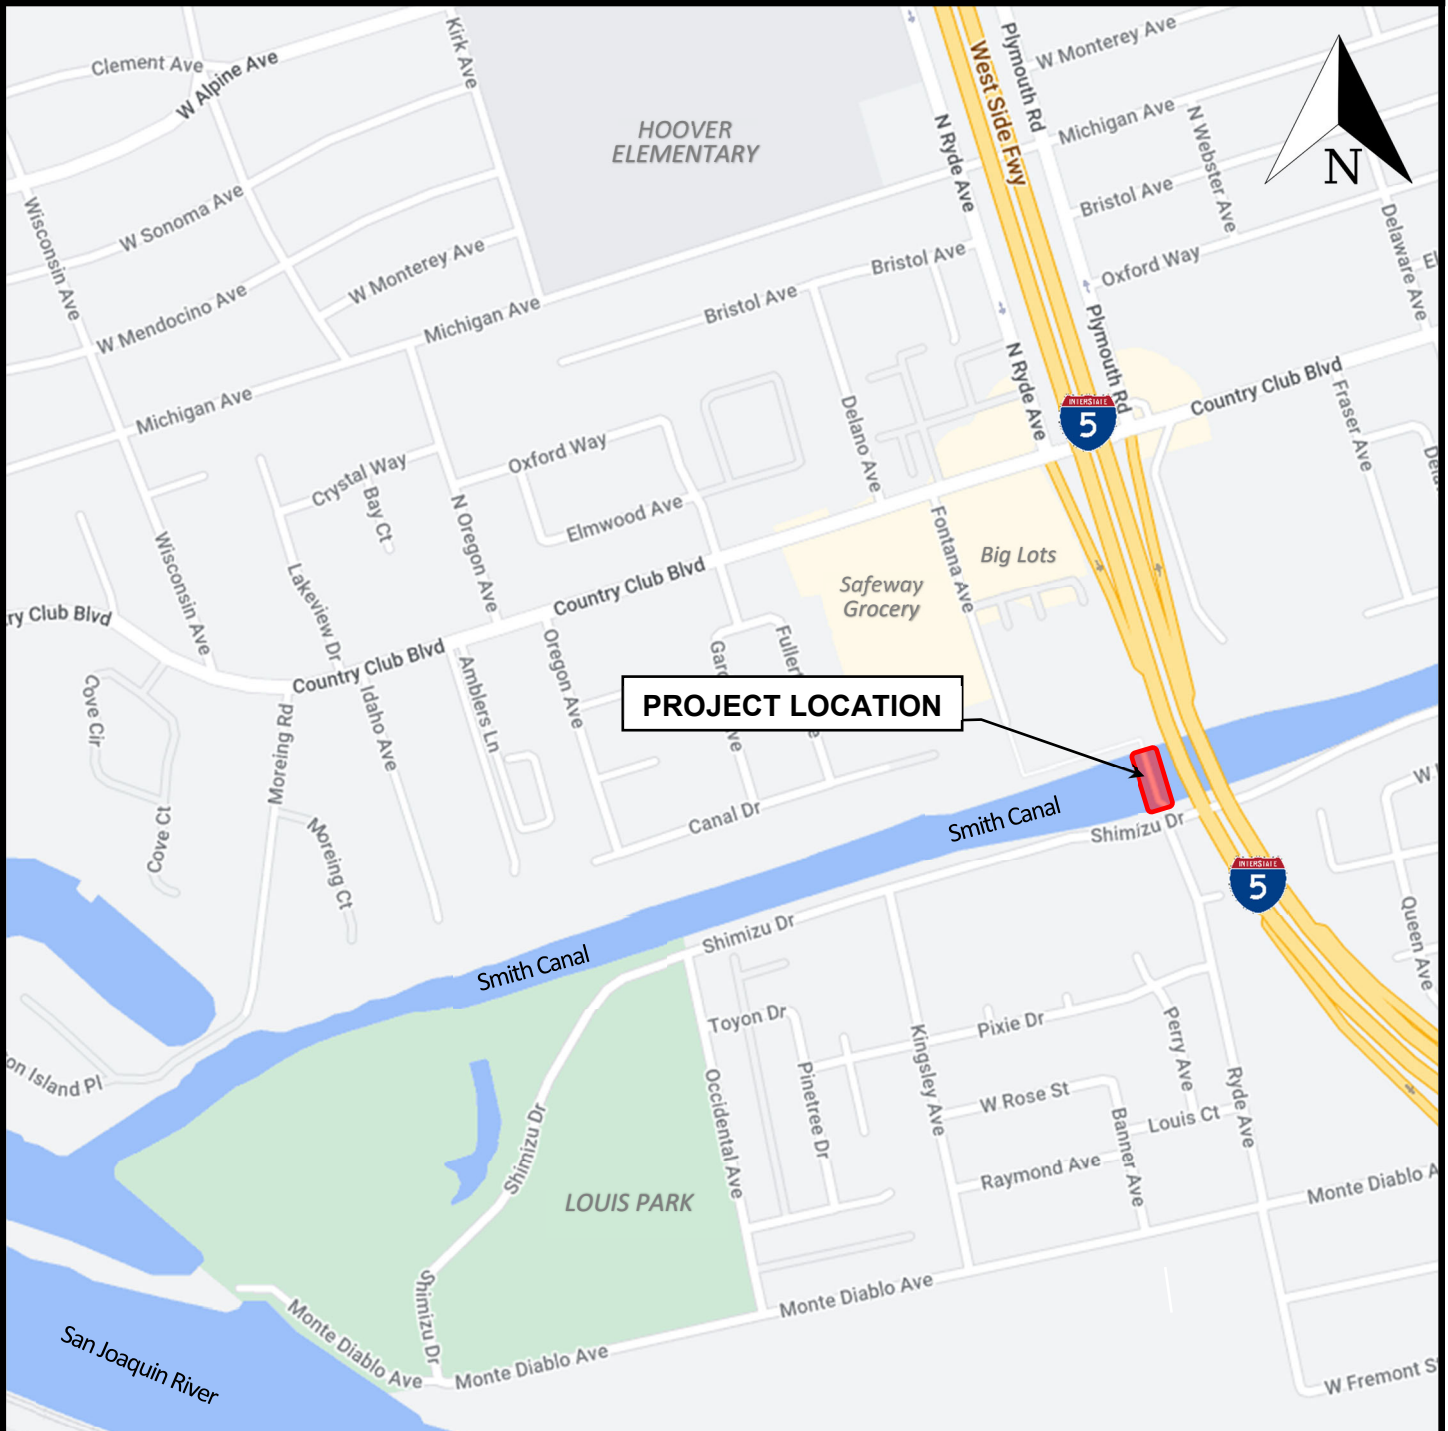 Clement Ave
W Alpine Ave
Kirk Ave
HOOVER
ELEMENTARY
N Ryde Ave
West Side Fwy
Plymouth Rd
W Monterey Ave
Michigan Ave
N Webster Ave
Bristol Ave
Oxford Way
Delaware Ave
El
N
Wisconsin Ave
W Sonoma Ave
W Mendocino Ave
W Monterey Ave
Michigan Ave
Bristol Ave
Bristol Ave
Michigan Ave
N Ryde Ave
Plymouth Rd
INTERSTATE
5
Country Club Blvd
Fraser Ave
Dela
Delano Ave
Crystal Way
Bay Ct
Oxford Way
Elmwood Ave
N Oregon Ave
Wisconsin Ave
Lakeview Dr
Country Club Blvd
Fontana Ave
Big Lots
Safeway
Grocery
ry Club Blvd
Country Club Blvd
Cove Cir
Moreing Rd
Idaho Ave
Amblers Ln
Oregon Ave
Gar
ve
Fuller
e
PROJECT LOCATION
Canal Dr
Smith Canal
Shimizu Dr
W
Cove Ct
Moreing Ct
INTERSTATE
5
Queen Ave
Shimizu Dr
Smith Canal
Toyon Dr
Pinetree Dr
Occidental Ave
Kingsley Ave
Pixie Dr
Perry Ave
Ryde Ave
W Rose St
Banner Ave
Louis Ct
Raymond Ave
on Island Pl
Shimizu Dr
LOUIS PARK
Monte Diablo A
Shimizu Dr
Monte Diablo Ave
Monte Diablo Ave
Monte Diablo Ave
San Joaquin River
W Fremont S